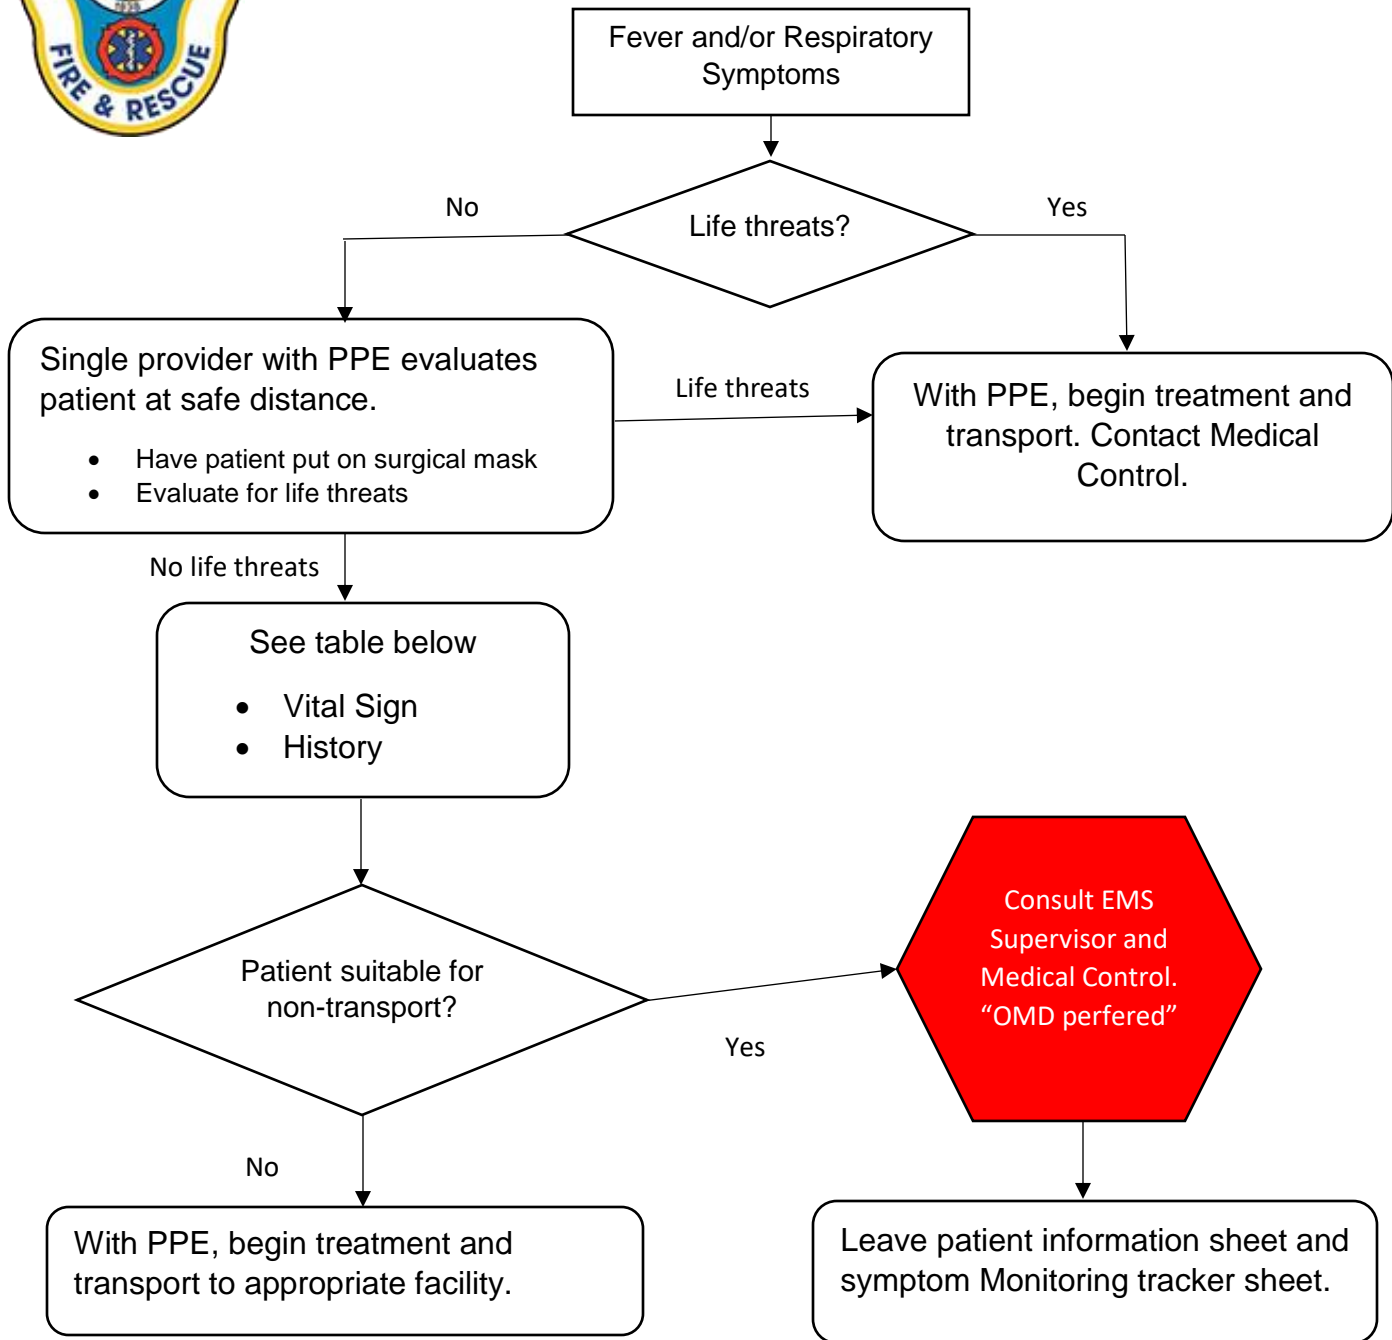 1938
FIRE & RESCUE
Fever and/or Respiratory
Symptoms
Life threats?
No
Yes
Single provider with PPE evaluates
patient at safe distance.
• Have patient put on surgical mask
• Evaluate for life threats
Life threats
With PPE, begin treatment and
transport. Contact Medical
Control.
No life threats
See table below
• Vital Sign
• History
Patient suitable for
non-transport?
Yes
Consult EMS
Supervisor and
Medical Control.
“OMD perfered”
No
With PPE, begin treatment and
transport to appropriate facility.
Leave patient information sheet and
symptom Monitoring tracker sheet.